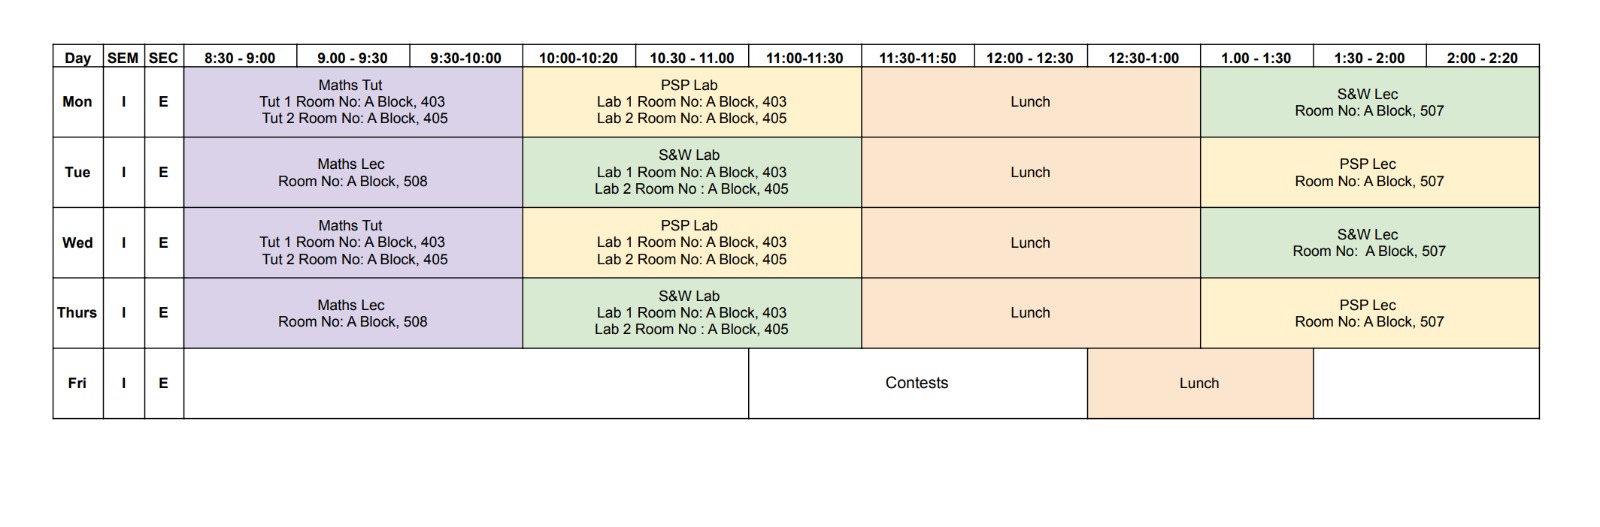 Day SEM SEC 8:30 - 9:00 9.00 - 9:30 9:30-10:00 10:00-10:20 10.30 - 11.00 11:00-11:30 11:30-11:50 12:00 - 12:30 12:30-1:00 1.00 - 1:30 1:30 - 2:00 2:00 - 2:20
Mon I E
Maths Tut
Tut 1 Room No: A Block, 403
Tut 2 Room No: A Block, 405
PSP Lab
Lab 1 Room No: A Block, 403
Lab 2 Room No: A Block, 405
Lunch
S&W Lec
Room No: A Block, 507
Tue I E
Maths Lec
Room No: A Block, 508
S&W Lab
Lab 1 Room No: A Block, 403
Lab 2 Room No : A Block, 405
Lunch
PSP Lec
Room No: A Block, 507
Wed I E
Maths Tut
Tut 1 Room No: A Block, 403
Tut 2 Room No: A Block, 405
PSP Lab
Lab 1 Room No: A Block, 403
Lab 2 Room No: A Block, 405
Lunch
S&W Lec
Room No:  A Block, 507
Thurs I E
Maths Lec
Room No: A Block, 508
S&W Lab
Lab 1 Room No: A Block, 403
Lab 2 Room No : A Block, 405
Lunch
PSP Lec
Room No: A Block, 507
Fri I E
Contests
Lunch